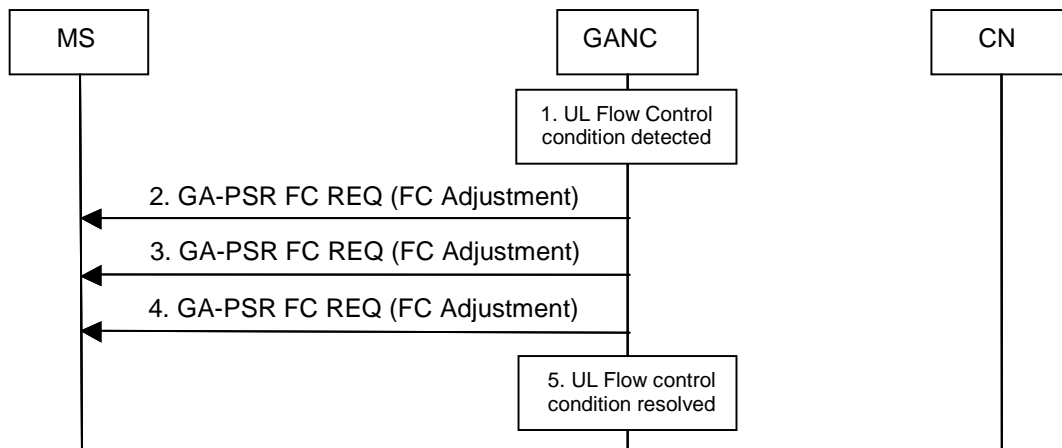 MS
GANC
CN
1. UL Flow Control
condition detected
2. GA-PSR FC REQ (FC Adjustment)
3. GA-PSR FC REQ (FC Adjustment)
4. GA-PSR FC REQ (FC Adjustment)
5. UL Flow control
condition resolved